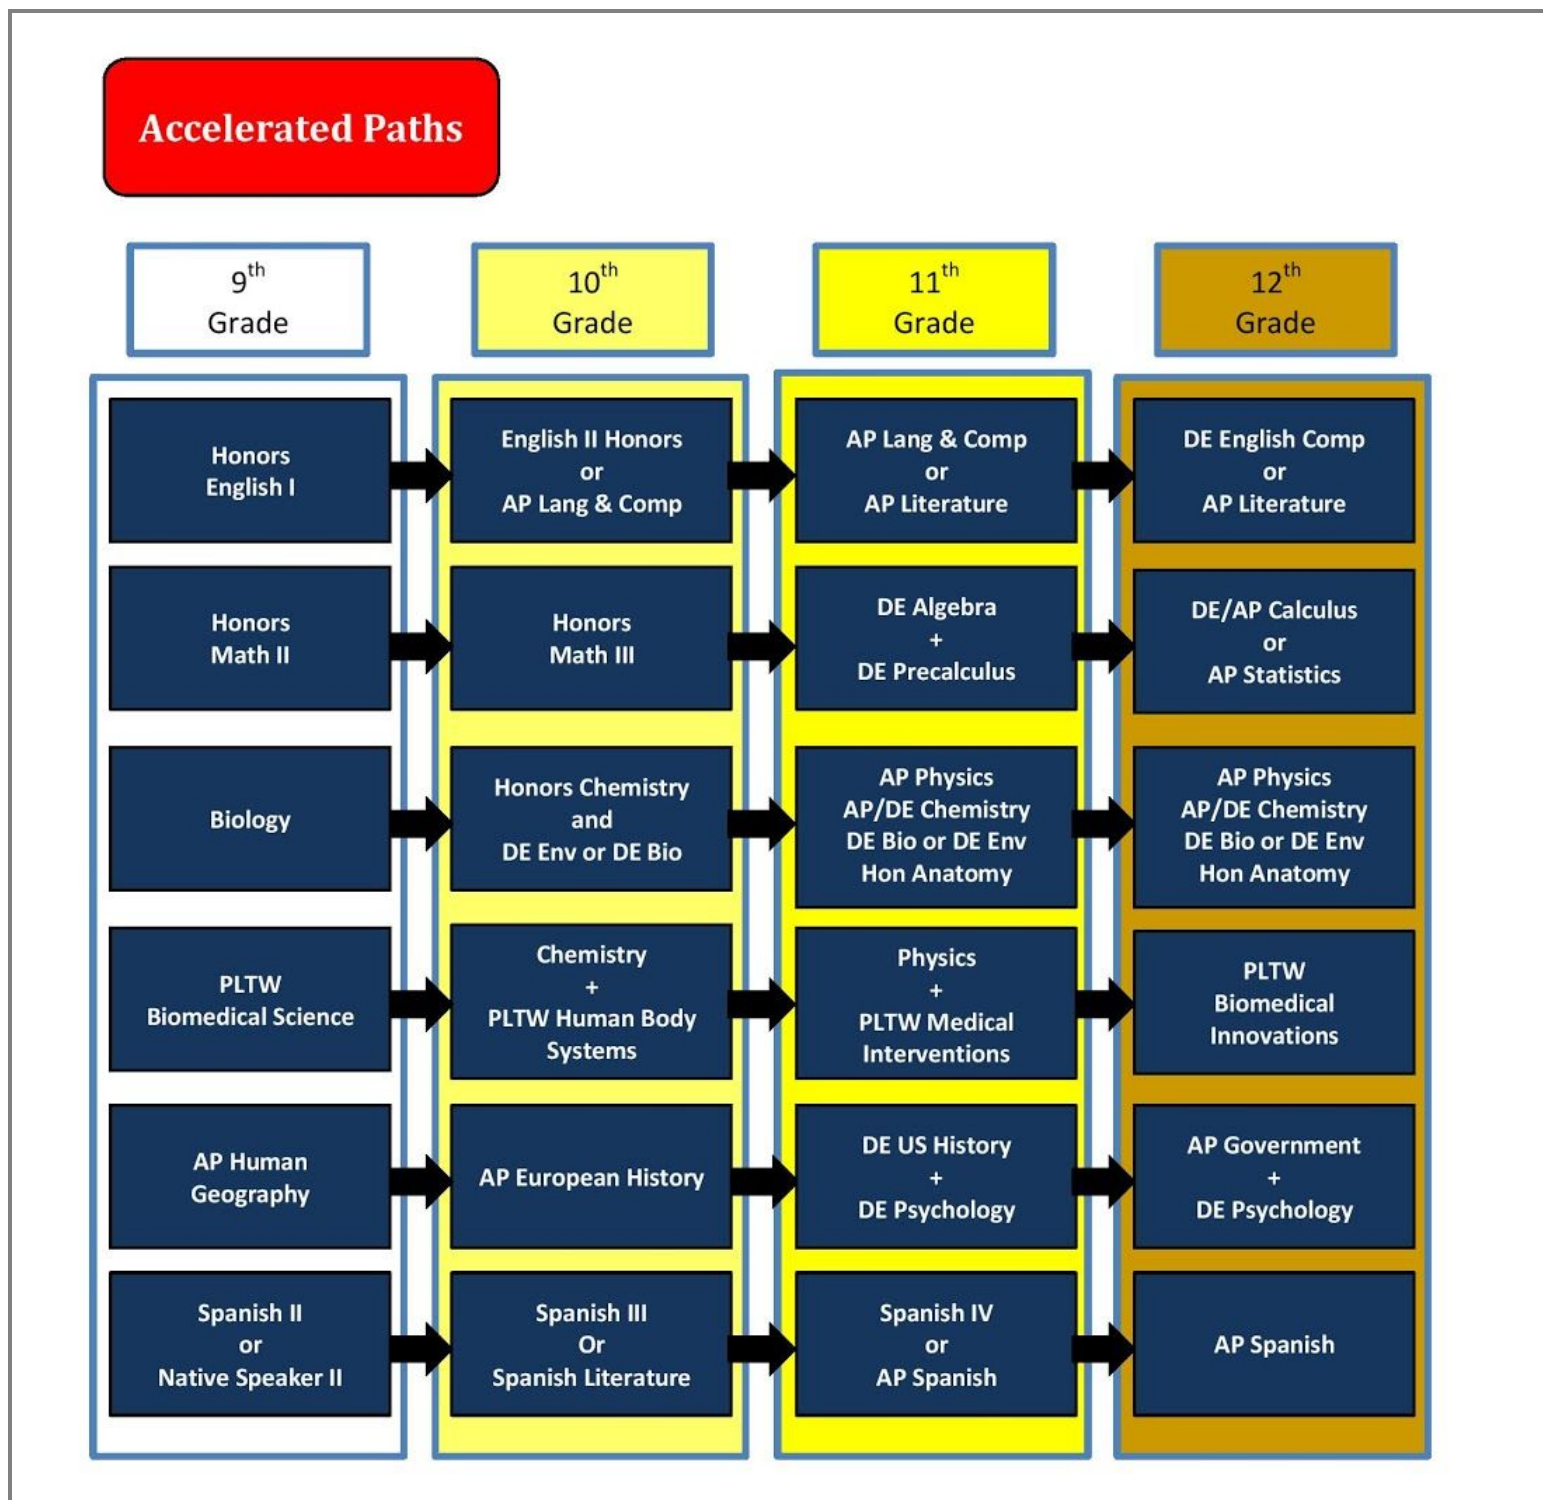 Accelerated Paths
9th
Grade
10th
Grade
11th
Grade
12th
Grade
Honors
English I
English II Honors
or
AP Lang & Comp
AP Lang & Comp
or
AP Literature
DE English Comp
or
AP Literature
Honors
Math II
Honors
Math III
DE Algebra
+
DE Precalculus
DE/AP Calculus
or
AP Statistics
Biology
Honors Chemistry
and
DE Env or DE Bio
AP Physics
AP/DE Chemistry
DE Bio or DE Env
Hon Anatomy
AP Physics
AP/DE Chemistry
DE Bio or DE Env
Hon Anatomy
PLTW
Biomedical Science
Chemistry
+
PLTW Human Body
Systems
Physics
+
PLTW Medical
Interventions
PLTW
Biomedical
Innovations
AP Human
Geography
AP European History
DE US History
+
DE Psychology
AP Government
+
DE Psychology
Spanish II
or
Native Speaker II
Spanish III
Or
Spanish Literature
Spanish IV
or
AP Spanish
AP Spanish